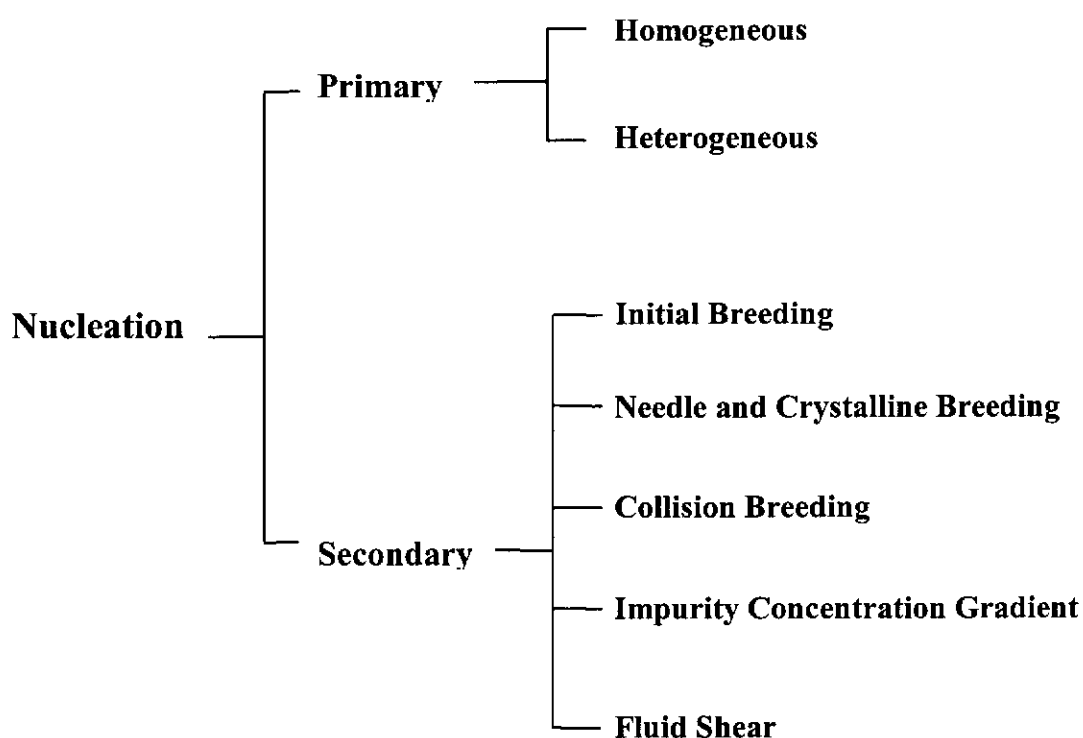 Nucleation
Primary
Homogeneous
Heterogeneous
Secondary
Initial Breeding
Needle and Crystalline Breeding
Collision Breeding
Impurity Concentration Gradient
Fluid Shear